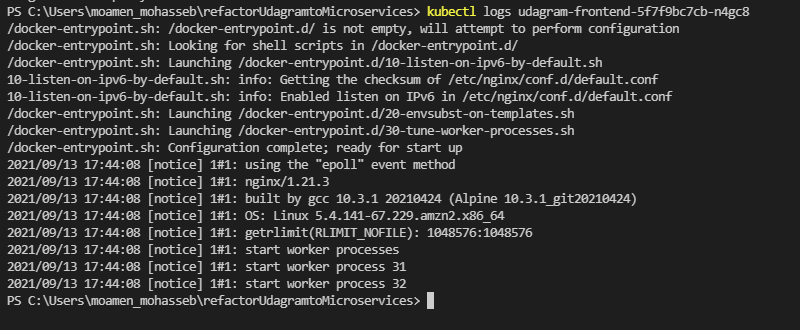 PS C:\Users\moamen_mohasseb\refactorUdagramtoMicroservices> kubectl logs udagram-frontend-5f7f9bc7cb-n4gc8
/docker-entrypoint.sh: /docker-entrypoint.d/ is not empty, will attempt to perform configuration
/docker-entrypoint.sh: Looking for shell scripts in /docker-entrypoint.d/
/docker-entrypoint.sh: Launching /docker-entrypoint.d/10-listen-on-ipv6-by-default.sh
10-listen-on-ipv6-by-default.sh: info: Getting the checksum of /etc/nginx/conf.d/default.conf
10-listen-on-ipv6-by-default.sh: info: Enabled listen on IPv6 in /etc/nginx/conf.d/default.conf
/docker-entrypoint.sh: Launching /docker-entrypoint.d/20-envsubst-on-templates.sh
/docker-entrypoint.sh: Launching /docker-entrypoint.d/30-tune-worker-processes.sh
/docker-entrypoint.sh: Configuration complete; ready for start up
2021/09/13 17:44:08 [notice] 1#1: using the "epoll" event method
2021/09/13 17:44:08 [notice] 1#1: nginx/1.21.3
2021/09/13 17:44:08 [notice] 1#1: built by gcc 10.3.1 20210424 (Alpine 10.3.1_git20210424)
2021/09/13 17:44:08 [notice] 1#1: OS: Linux 5.4.141-67.229.amzn2.x86_64
2021/09/13 17:44:08 [notice] 1#1: getrlimit(RLIMIT_NOFILE): 1048576:1048576
2021/09/13 17:44:08 [notice] 1#1: start worker processes
2021/09/13 17:44:08 [notice] 1#1: start worker process 31
2021/09/13 17:44:08 [notice] 1#1: start worker process 32
PS C:\Users\moamen_mohasseb\refactorUdagramtoMicroservices>